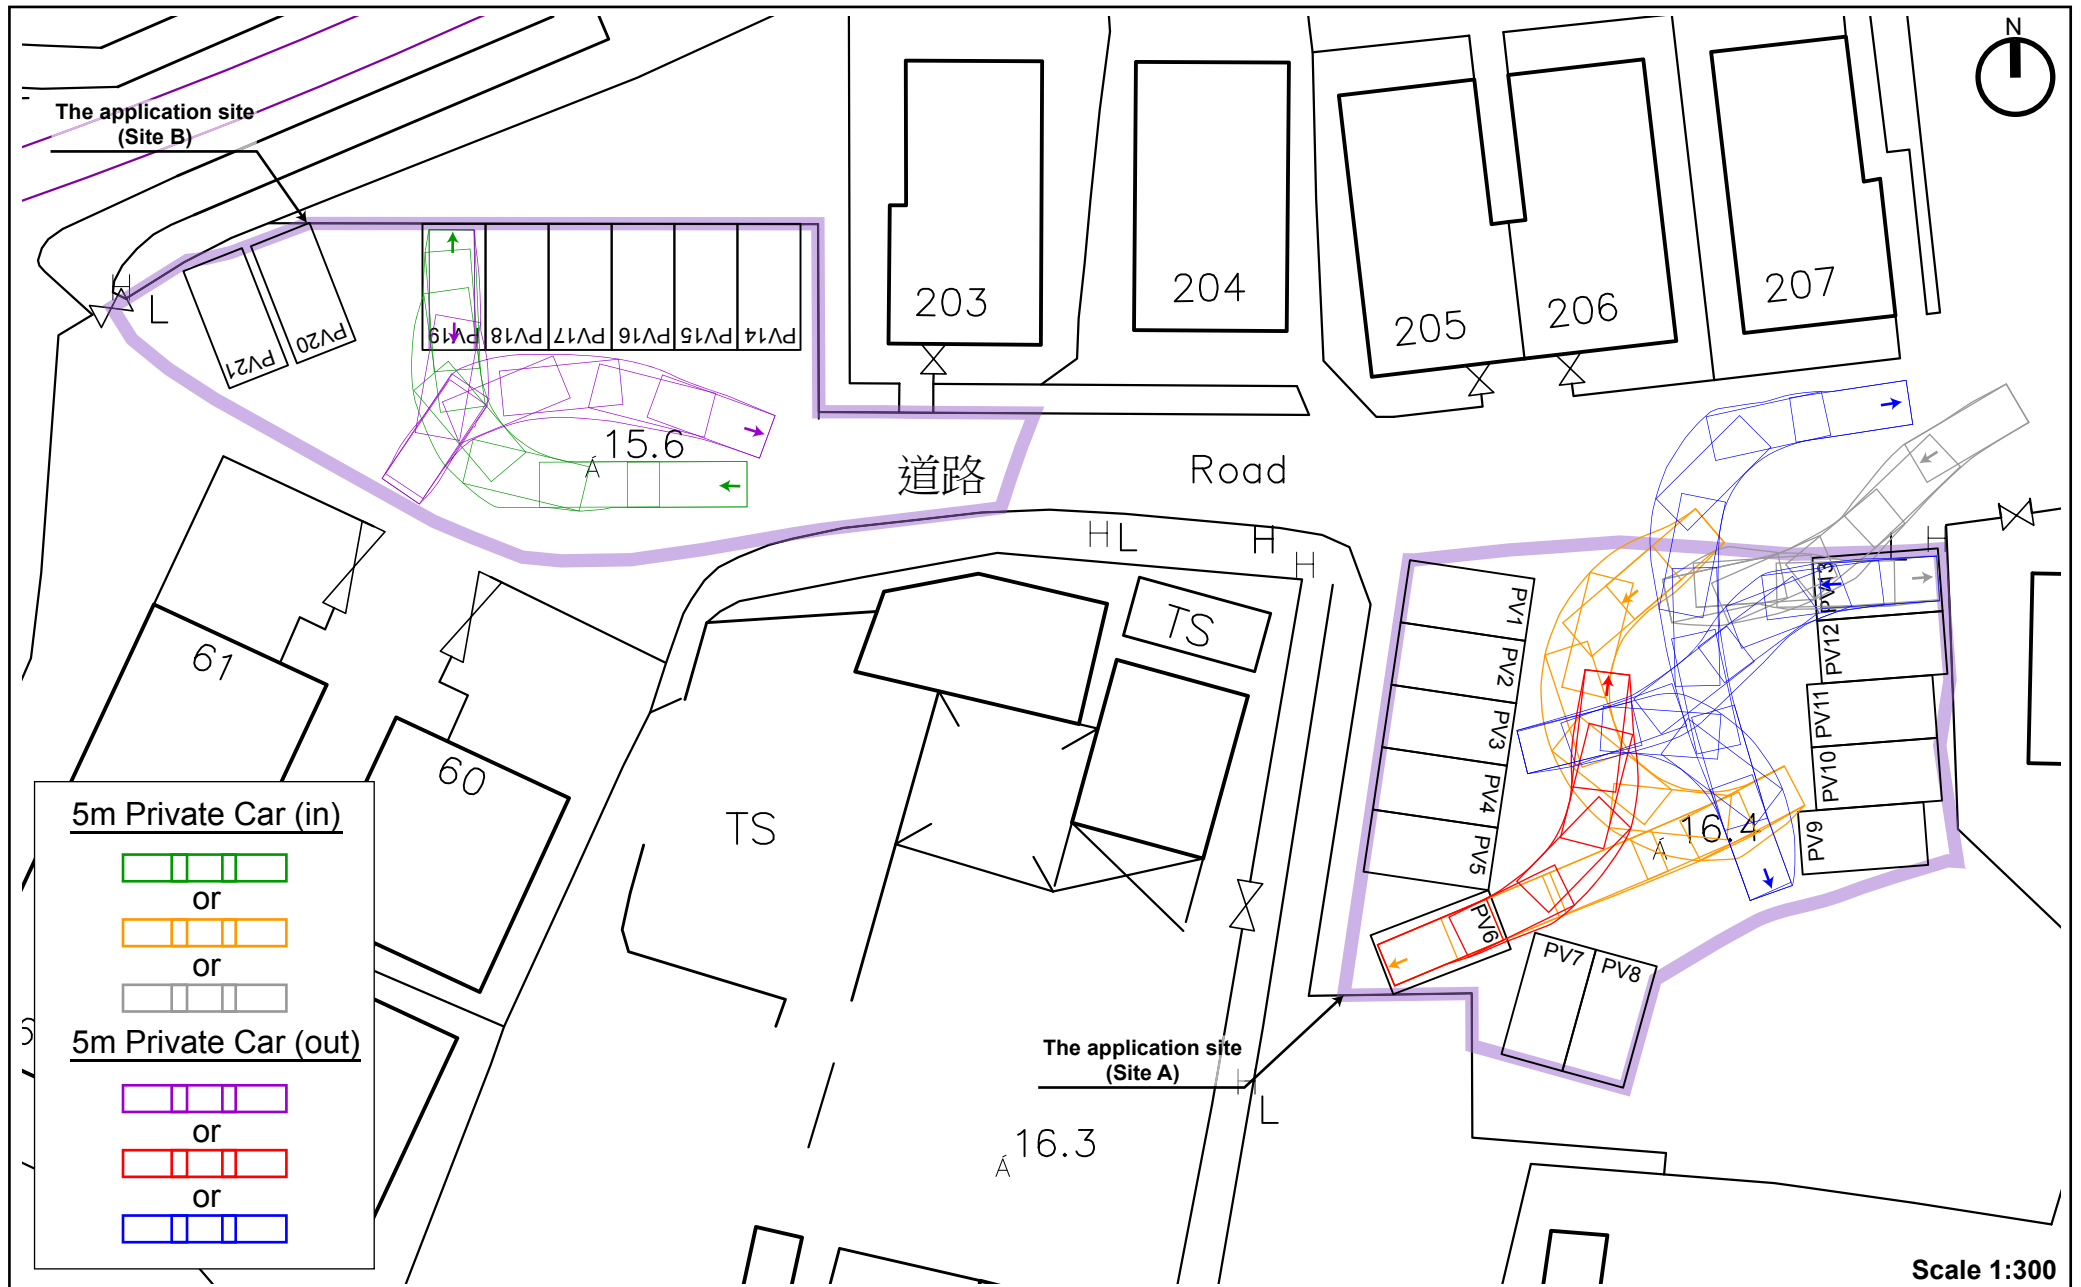 N
The application site
(Site B)
L
PV21
PV20
PV19
PV18
PV17
PV16
PV15
PV14
203
204
205
206
207
15.6
道路
Road
H
L
H
H
H
H
61
60
TS
TS
PV1
PV2
PV3
PV4
PV5
PV6
PV7
PV8
PV9
PV10
PV11
PV12
PV13
16.4
The application site
(Site A)
H
L
16.3
5m Private Car (in)
or
or
5m Private Car (out)
or
or
Scale 1:300